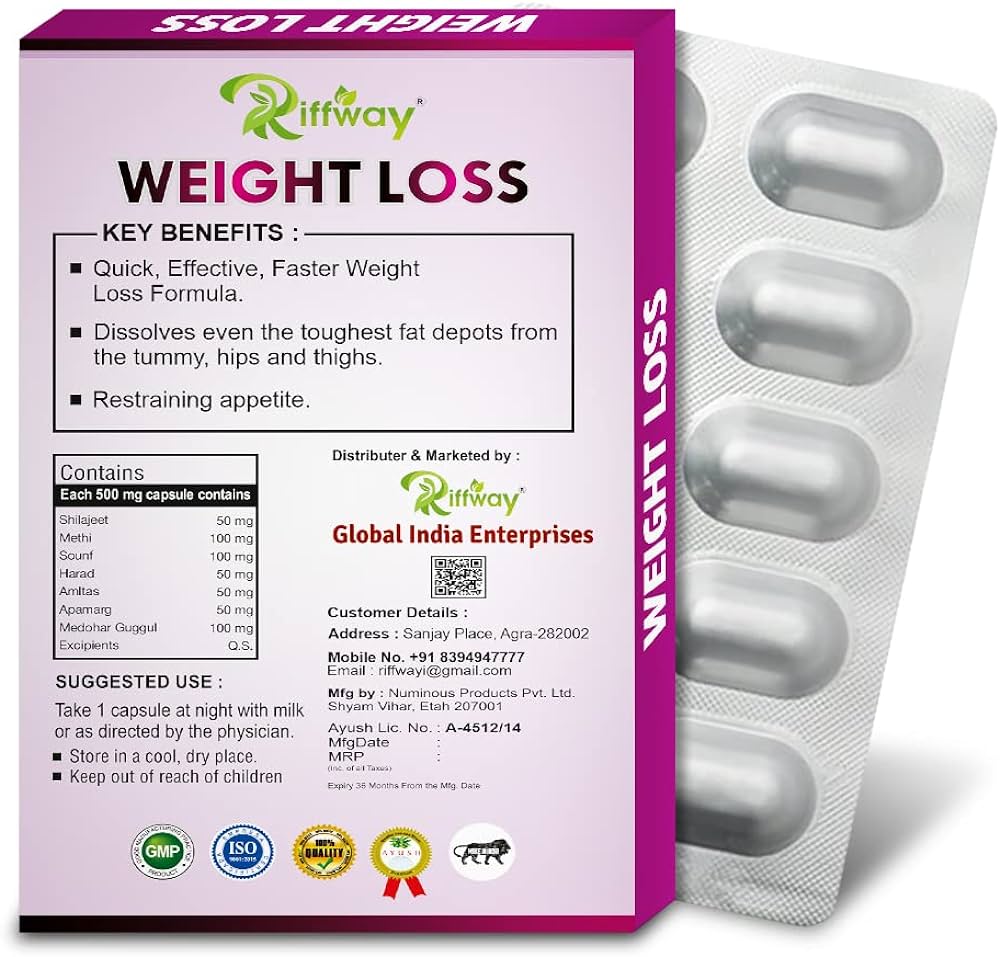 WEIGHT LOSS
Riffway®
WEIGHT LOSS
KEY BENEFITS :
■ Quick, Effective, Faster Weight
Loss Formula.
■ Dissolves even the toughest fat depots from
the tummy, hips and thighs.
■ Restraining appetite.
Contains
Each 500 mg capsule contains
Shilajeet 50 mg
Methi 100 mg
Sounf 100 mg
Harad 50 mg
Amltas 50 mg
Apamarg 50 mg
Medohar Guggul 100 mg
Excipients Q.S.
SUGGESTED USE :
Take 1 capsule at night with milk
or as directed by the physician.
■ Store in a cool, dry place.
■ Keep out of reach of children
Distributer & Marketed by :
Riffway®
Global India Enterprises
Customer Details :
Address : Sanjay Place, Agra-282002
Mobile No. +91 8394947777
Email : riffwayi@gmail.com
Mfg by : Numinous Products Pvt. Ltd.
Shyam Vihar, Etah 207001
Ayush Lic. No. : A-4512/14
MfgDate :
MRP :
(Inc. of all Taxes)
Expiry 36 Months From the Mfg. Date
GMP
PRODUCT
ISO
9001:2015
100%
QUALITY
AYUSH
WEIGHT LOSS